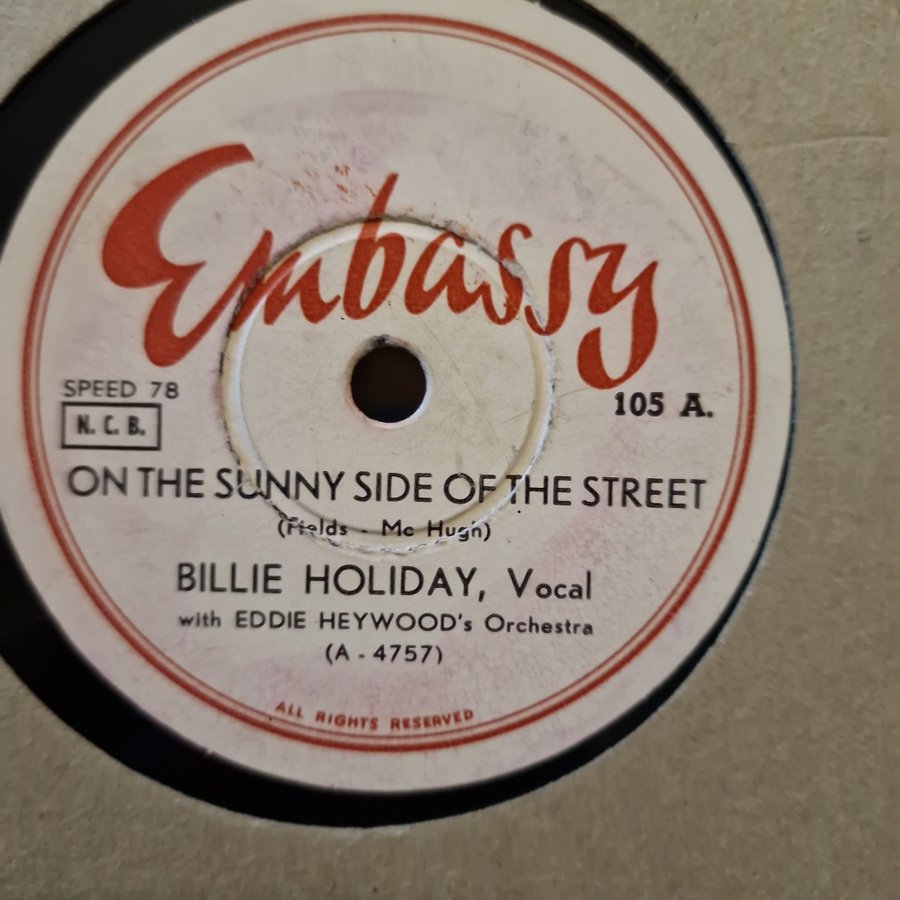 Embassy
SPEED 78
N. C. B.
105 A.
ON THE SUNNY SIDE OF THE STREET
(Fields - Mc Hugh)
BILLIE HOLIDAY, Vocal
with EDDIE HEYWOOD's Orchestra
(A - 4757)
ALL RIGHTS RESERVED